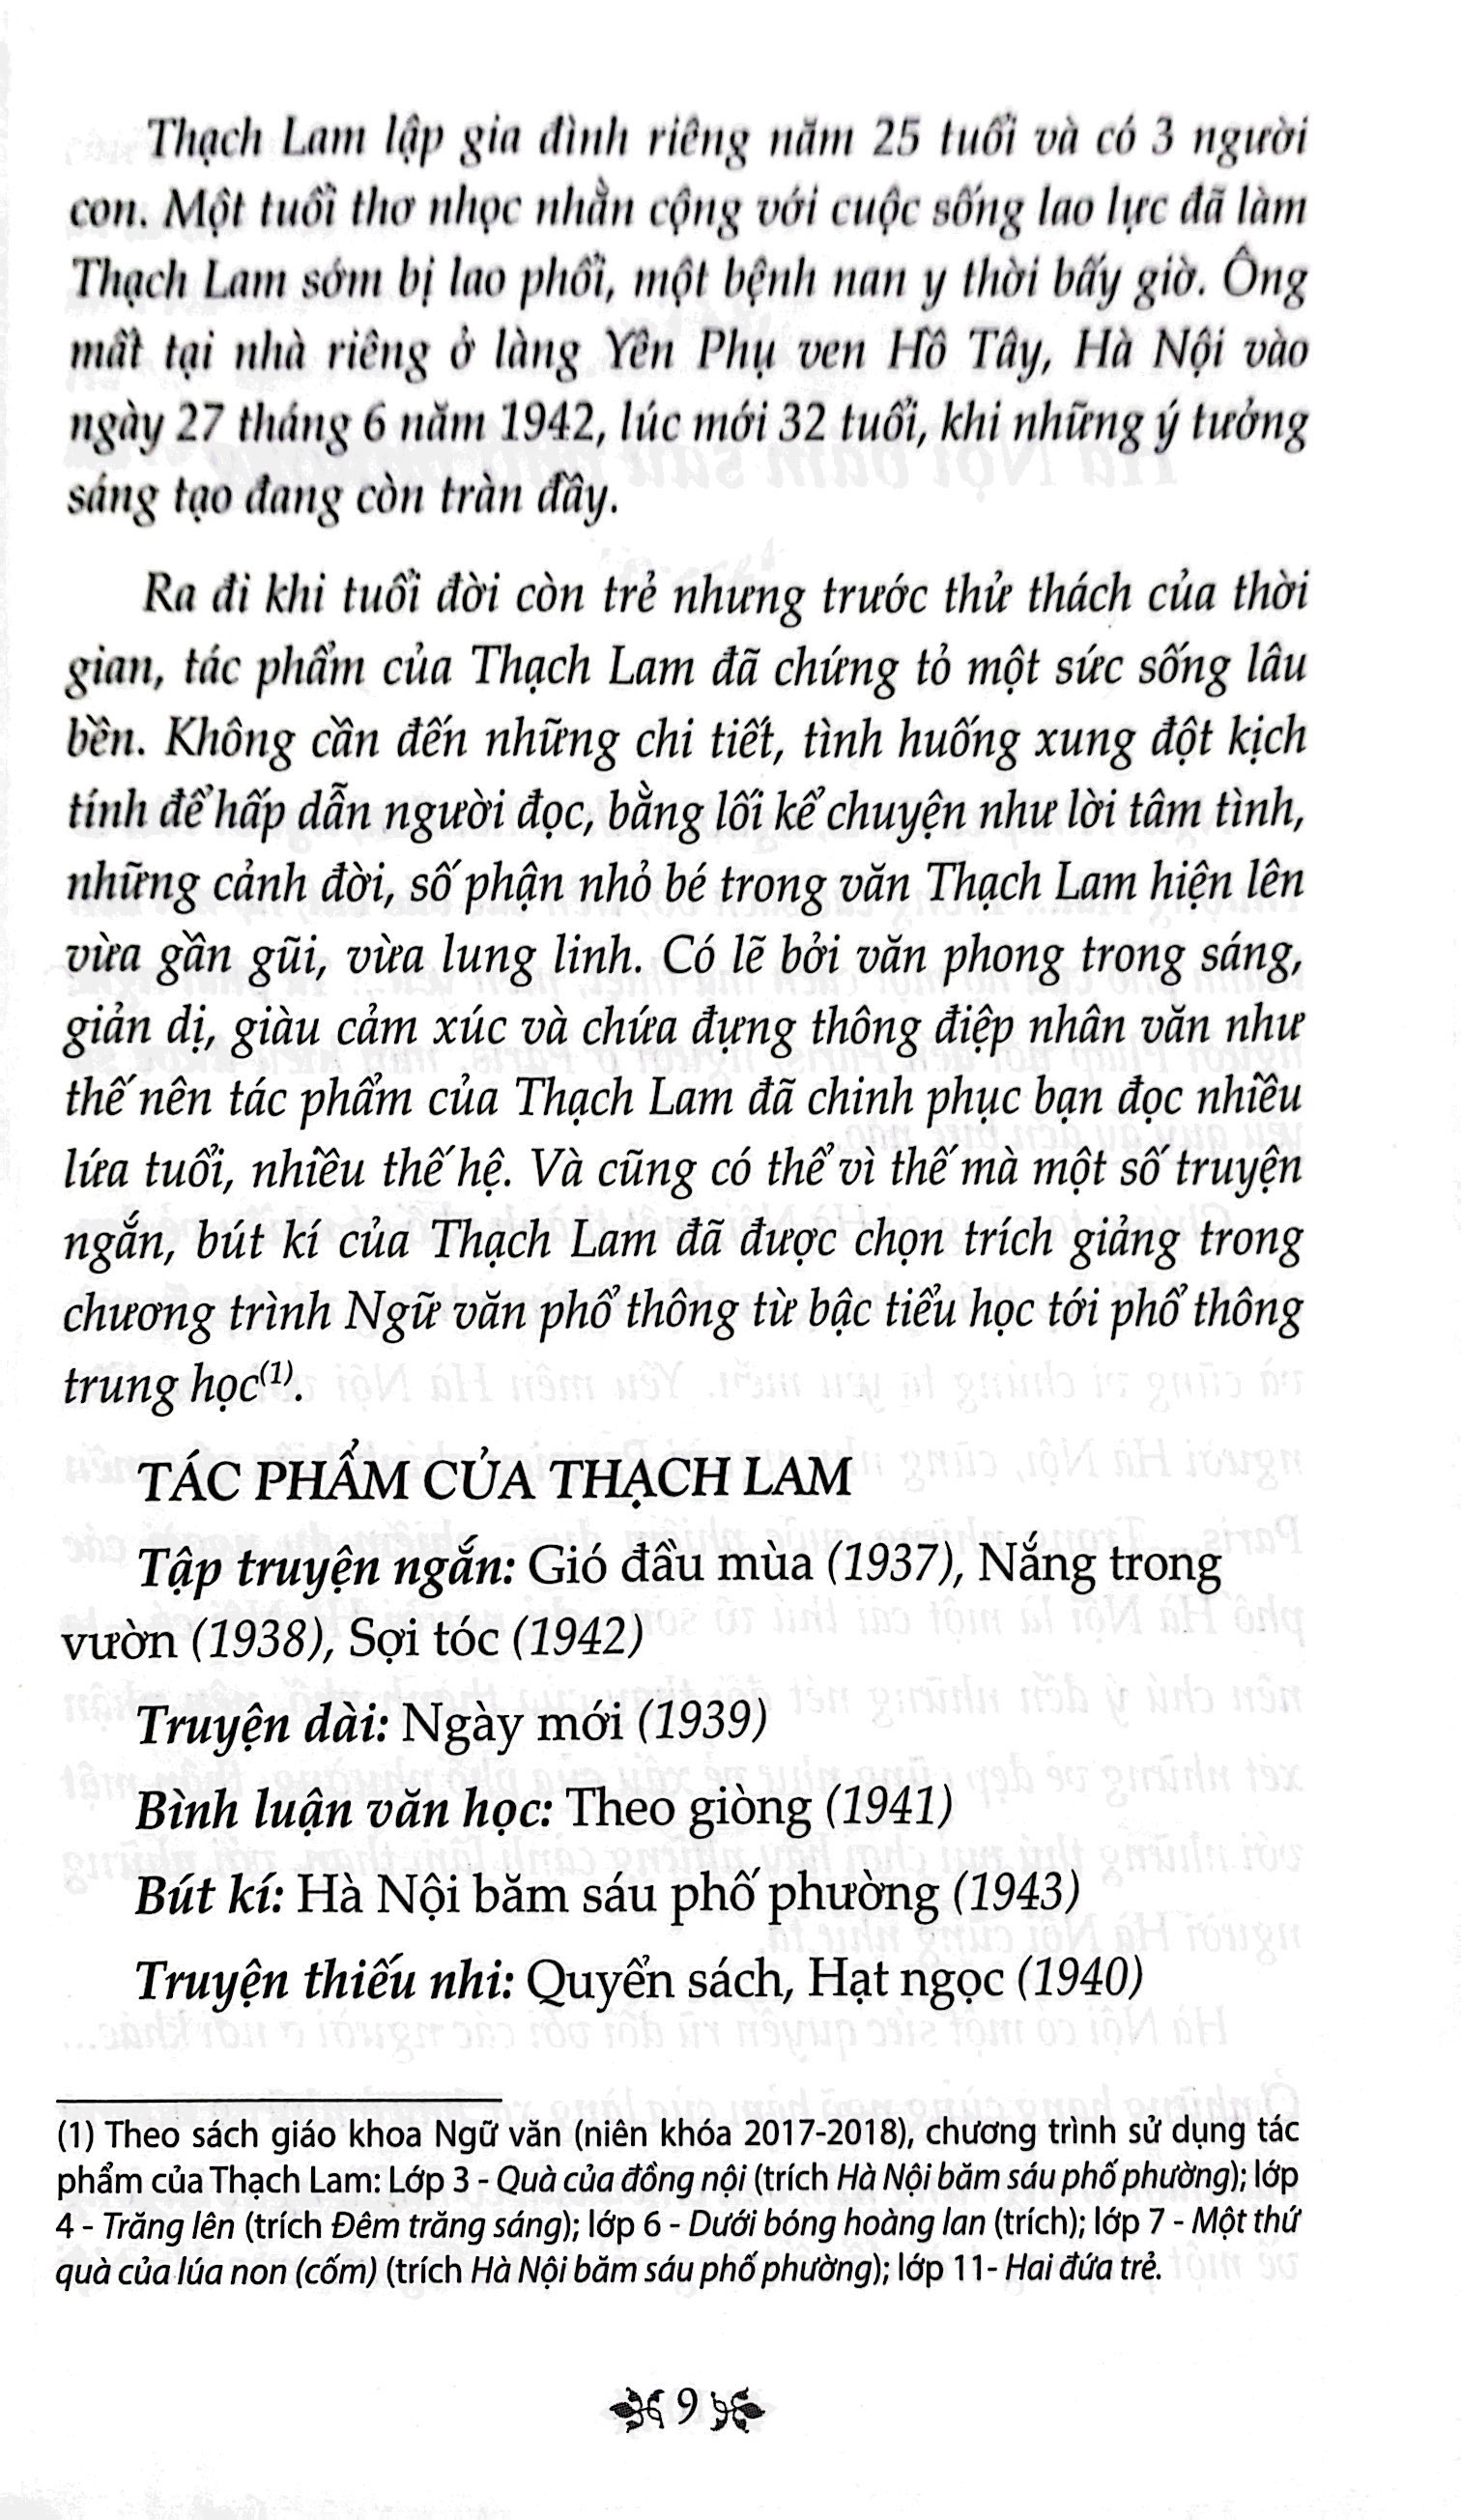 Thạch Lam lập gia đình riêng năm 25 tuổi và có 3 người
con. Một tuổi thơ nhọc nhằn cộng với cuộc sống lao lực đã làm
Thạch Lam sớm bị lao phổi, một bệnh nan y thời bấy giờ. Ông
mất tại nhà riêng ở làng Yên Phụ ven Hồ Tây, Hà Nội vào
ngày 27 tháng 6 năm 1942, lúc mới 32 tuổi, khi những ý tưởng
sáng tạo đang còn tràn đầy.
Ra đi khi tuổi đời còn trẻ nhưng trước thử thách của thời
gian, tác phẩm của Thạch Lam đã chứng tỏ một sức sống lâu
bền. Không cần đến những chi tiết, tình huống xung đột kịch
tính để hấp dẫn người đọc, bằng lối kể chuyện như lời tâm tình,
những cảnh đời, số phận nhỏ bé trong văn Thạch Lam hiện lên
vừa gần gũi, vừa lung linh. Có lẽ bởi văn phong trong sáng,
giản dị, giàu cảm xúc và chứa đựng thông điệp nhân văn như
thế nên tác phẩm của Thạch Lam đã chinh phục bạn đọc nhiều
lứa tuổi, nhiều thế hệ. Và cũng có thể vì thế mà một số truyện
ngắn, bút kí của Thạch Lam đã được chọn trích giảng trong
chương trình Ngữ văn phổ thông từ bậc tiểu học tới phổ thông
trung học(1).
TÁC PHẨM CỦA THẠCH LAM
Tập truyện ngắn: Gió đầu mùa (1937), Nắng trong
vườn (1938), Sợi tóc (1942)
Truyện dài: Ngày mới (1939)
Bình luận văn học: Theo giòng (1941)
Bút kí: Hà Nội băm sáu phố phường (1943)
Truyện thiếu nhi: Quyển sách, Hạt ngọc (1940)
(1) Theo sách giáo khoa Ngữ văn (niên khóa 2017-2018), chương trình sử dụng tác
phẩm của Thạch Lam: Lớp 3 - Quà của đồng nội (trích Hà Nội băm sáu phố phường); lớp
4 - Trăng lên (trích Đêm trăng sáng); lớp 6 - Dưới bóng hoàng lan (trích); lớp 7 - Một thứ
quà của lúa non (cốm) (trích Hà Nội băm sáu phố phường); lớp 11- Hai đứa trẻ.
9